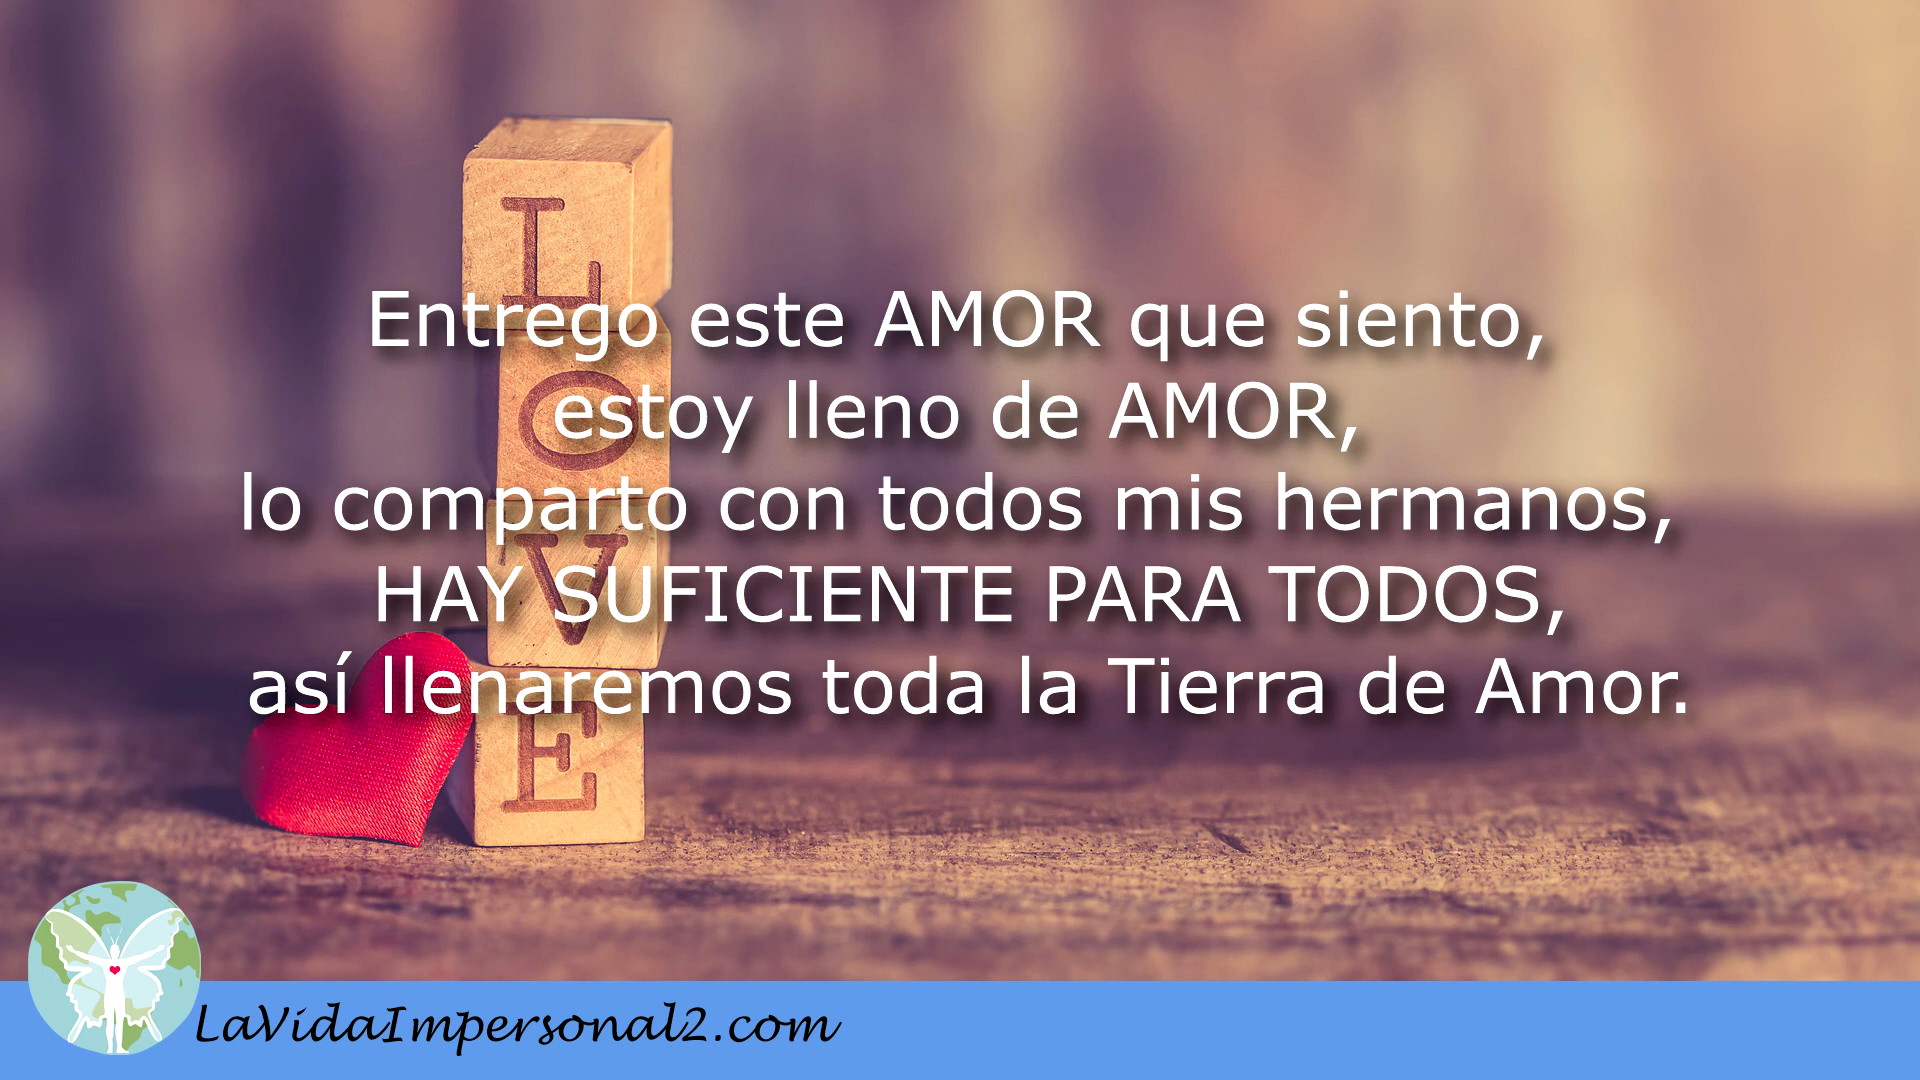 L
O
V
E
Entrego este AMOR que siento,
estoy lleno de AMOR,
lo comparto con todos mis hermanos,
HAY SUFICIENTE PARA TODOS,
así llenaremos toda la Tierra de Amor.
LaVidaImpersonal2.com